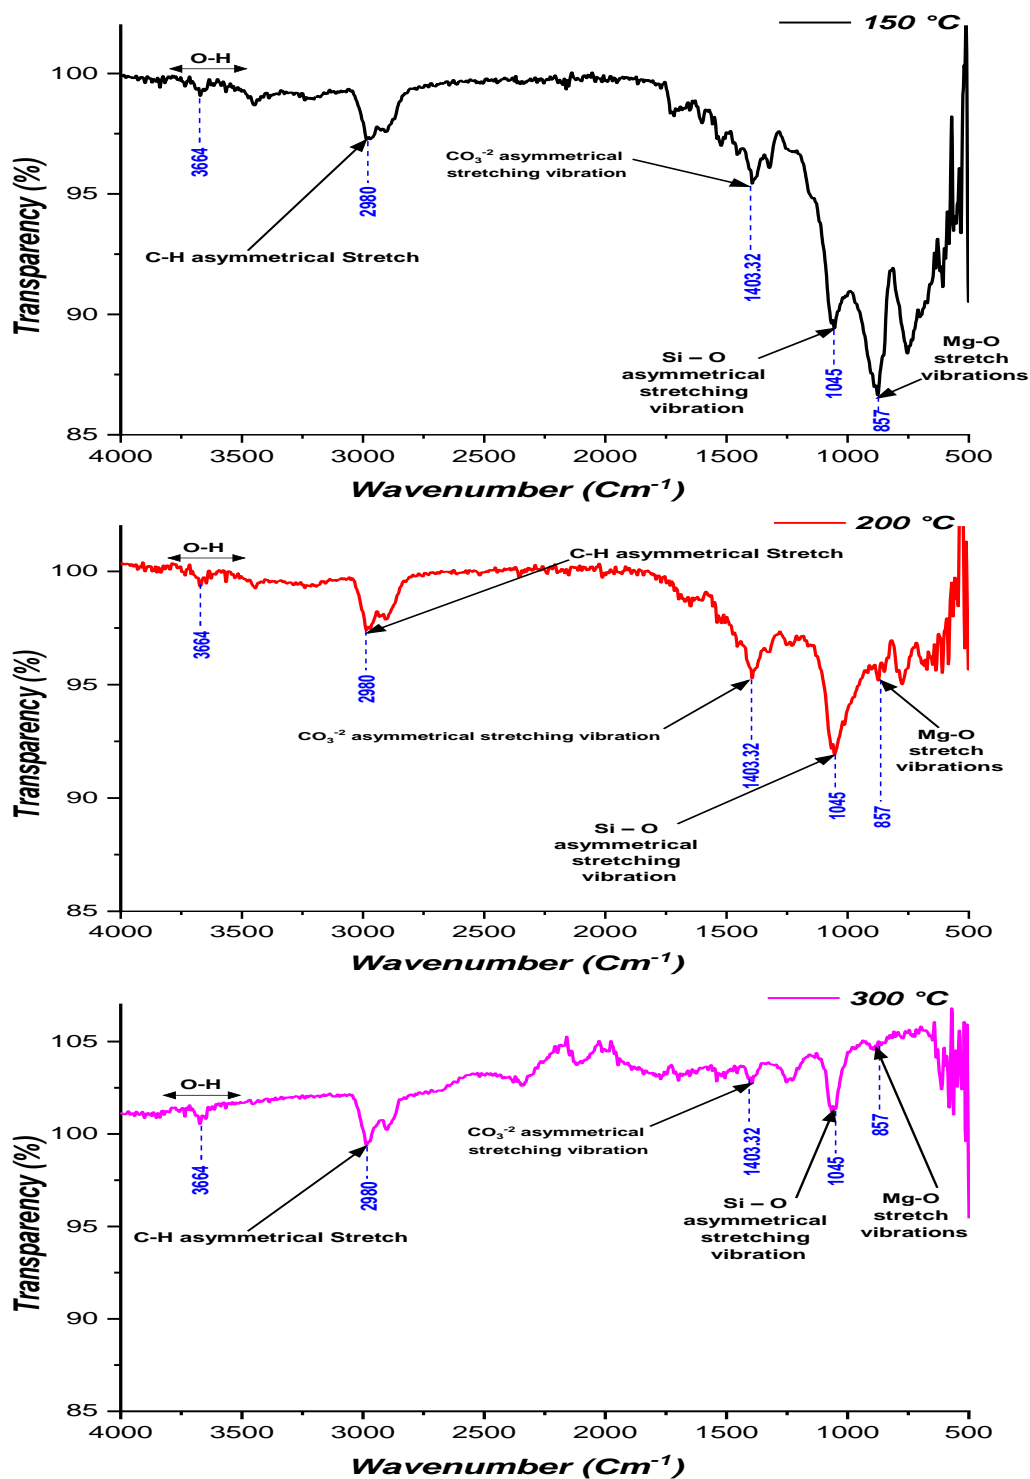 150 °C
O-H
3664
2980
CO₃⁻² asymmetrical
stretching vibration
C-H asymmetrical Stretch
1403.32
Si – O
asymmetrical
stretching
vibration
1045
Mg-O
stretch
vibrations
857
Transparency (%)
100
95
90
85
4000 3500 3000 2500 2000 1500 1000 500
Wavenumber (Cm⁻¹)
200 °C
O-H
C-H asymmetrical Stretch
3664
2980
CO₃⁻² asymmetrical stretching vibration
1403.32
Mg-O
stretch
vibrations
1045
857
Si – O
asymmetrical
stretching
vibration
Transparency (%)
100
95
90
85
4000 3500 3000 2500 2000 1500 1000 500
Wavenumber (Cm⁻¹)
300 °C
O-H
3664
2980
CO₃⁻² asymmetrical
stretching vibration
1403.32
1045
857
C-H asymmetrical Stretch
Si – O
asymmetrical
stretching
vibration
Mg-O
stretch
vibrations
Transparency (%)
105
100
95
90
85
4000 3500 3000 2500 2000 1500 1000 500
Wavenumber (Cm⁻¹)